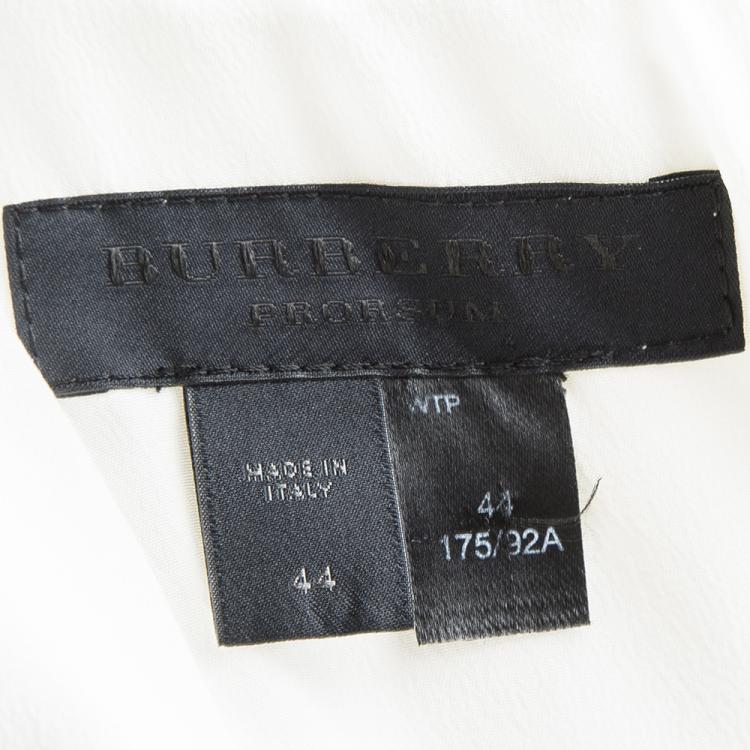 BURBERRY
PRORSUM
MADE IN
ITALY
44
WTP
44
175/92A